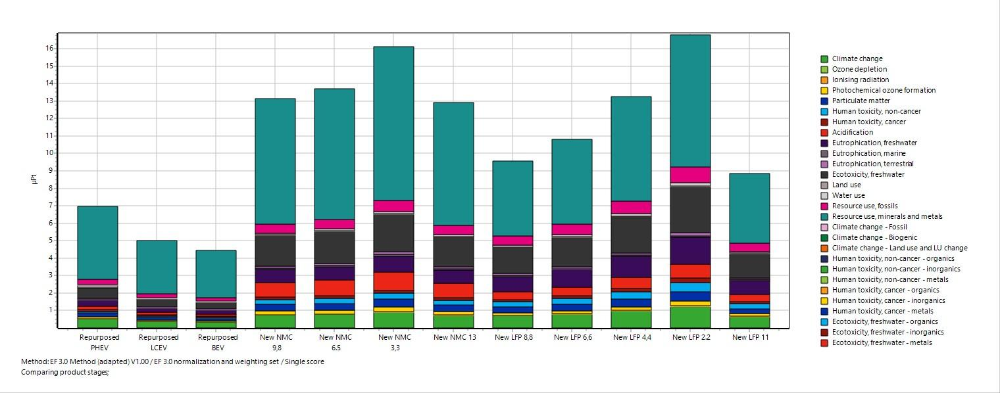 16
15
14
13
12
11
10
9
8
7
6
5
4
3
2
1
µPt
Repurposed
PHEV
Repurposed
LCEV
Repurposed
BEV
New NMC
9,8
New NMC
6.5
New NMC
3,3
New NMC 13
New LFP 8,8
New LFP 6,6
New LFP 4,4
New LFP 2.2
New LFP 11
Climate change
Ozone depletion
Ionising radiation
Photochemical ozone formation
Particulate matter
Human toxicity, non-cancer
Human toxicity, cancer
Acidification
Eutrophication, freshwater
Eutrophication, marine
Eutrophication, terrestrial
Ecotoxicity, freshwater
Land use
Water use
Resource use, fossils
Resource use, minerals and metals
Climate change - Fossil
Climate change - Biogenic
Climate change - Land use and LU change
Human toxicity, non-cancer - organics
Human toxicity, non-cancer - inorganics
Human toxicity, non-cancer - metals
Human toxicity, cancer - organics
Human toxicity, cancer - inorganics
Human toxicity, cancer - metals
Ecotoxicity, freshwater - organics
Ecotoxicity, freshwater - inorganics
Ecotoxicity, freshwater - metals
Method: EF 3.0 Method (adapted) V1.00 / EF 3.0 normalization and weighting set / Single score
Comparing product stages;